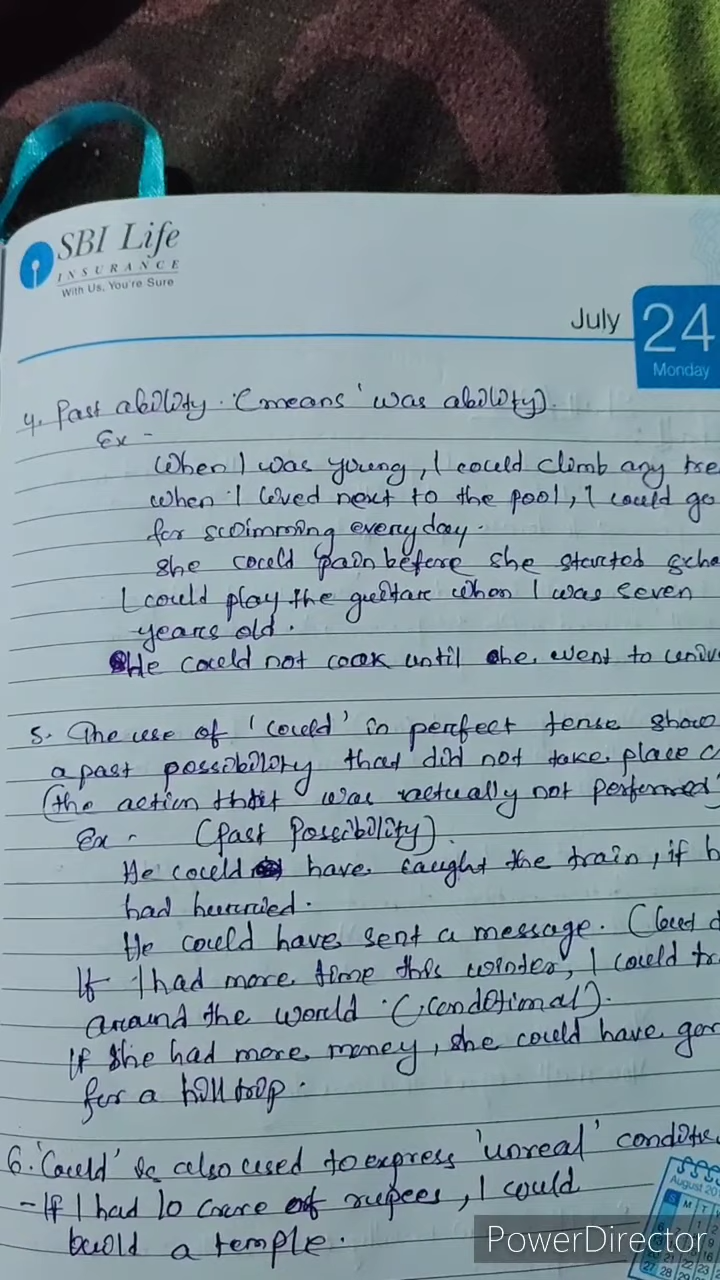 SBI Life
INSURANCE
With Us, You're Sure
July 24
Monday
4. Past ability. (means 'was ability).
Ex -
When I was young, I could climb any tre
when I lived next to the pool, I could go
for swimming everyday.
She could pain before she started scho
I could play the guitar when I was seven
years old.
He could not cook until she went to univ
5. The use of 'could' in perfect tense show
a past possibility that did not take place
(the action that was actually not performed)
Ex - (past Possibility).
He could have caught the train, if h
had hurried.
He could have sent a message. (but d
If I had more time this winter, I could tr
around the world. (conditional).
If she had more money, she could have gon
for a hill trip.
6. 'Could' is also used to express 'unreal' conditi
- If I had 10 crore of rupees, I could
build a temple.
August 20
S M T
PowerDirector